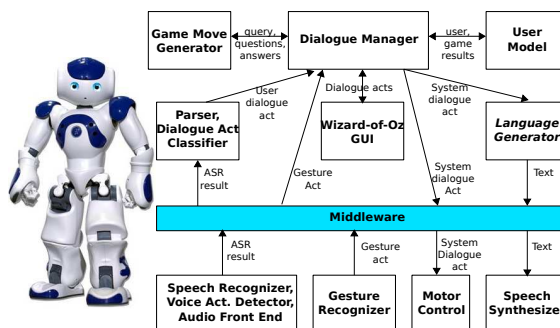 Game Move
Generator
query,
questions,
answers
Dialogue Manager
user,
game
results
User
Model
User
dialogue
act
Dialogue acts
System
dialogue
act
Parser,
Dialogue Act
Classifier
Wizard-of-Oz
GUI
Language
Generator
ASR
result
Gesture
Act
System
dialogue
Act
Text
Middleware
ASR
result
Gesture
act
System
Dialogue
act
Text
Speech Recognizer,
Voice Act. Detector,
Audio Front End
Gesture
Recognizer
Motor
Control
Speech
Synthesizer